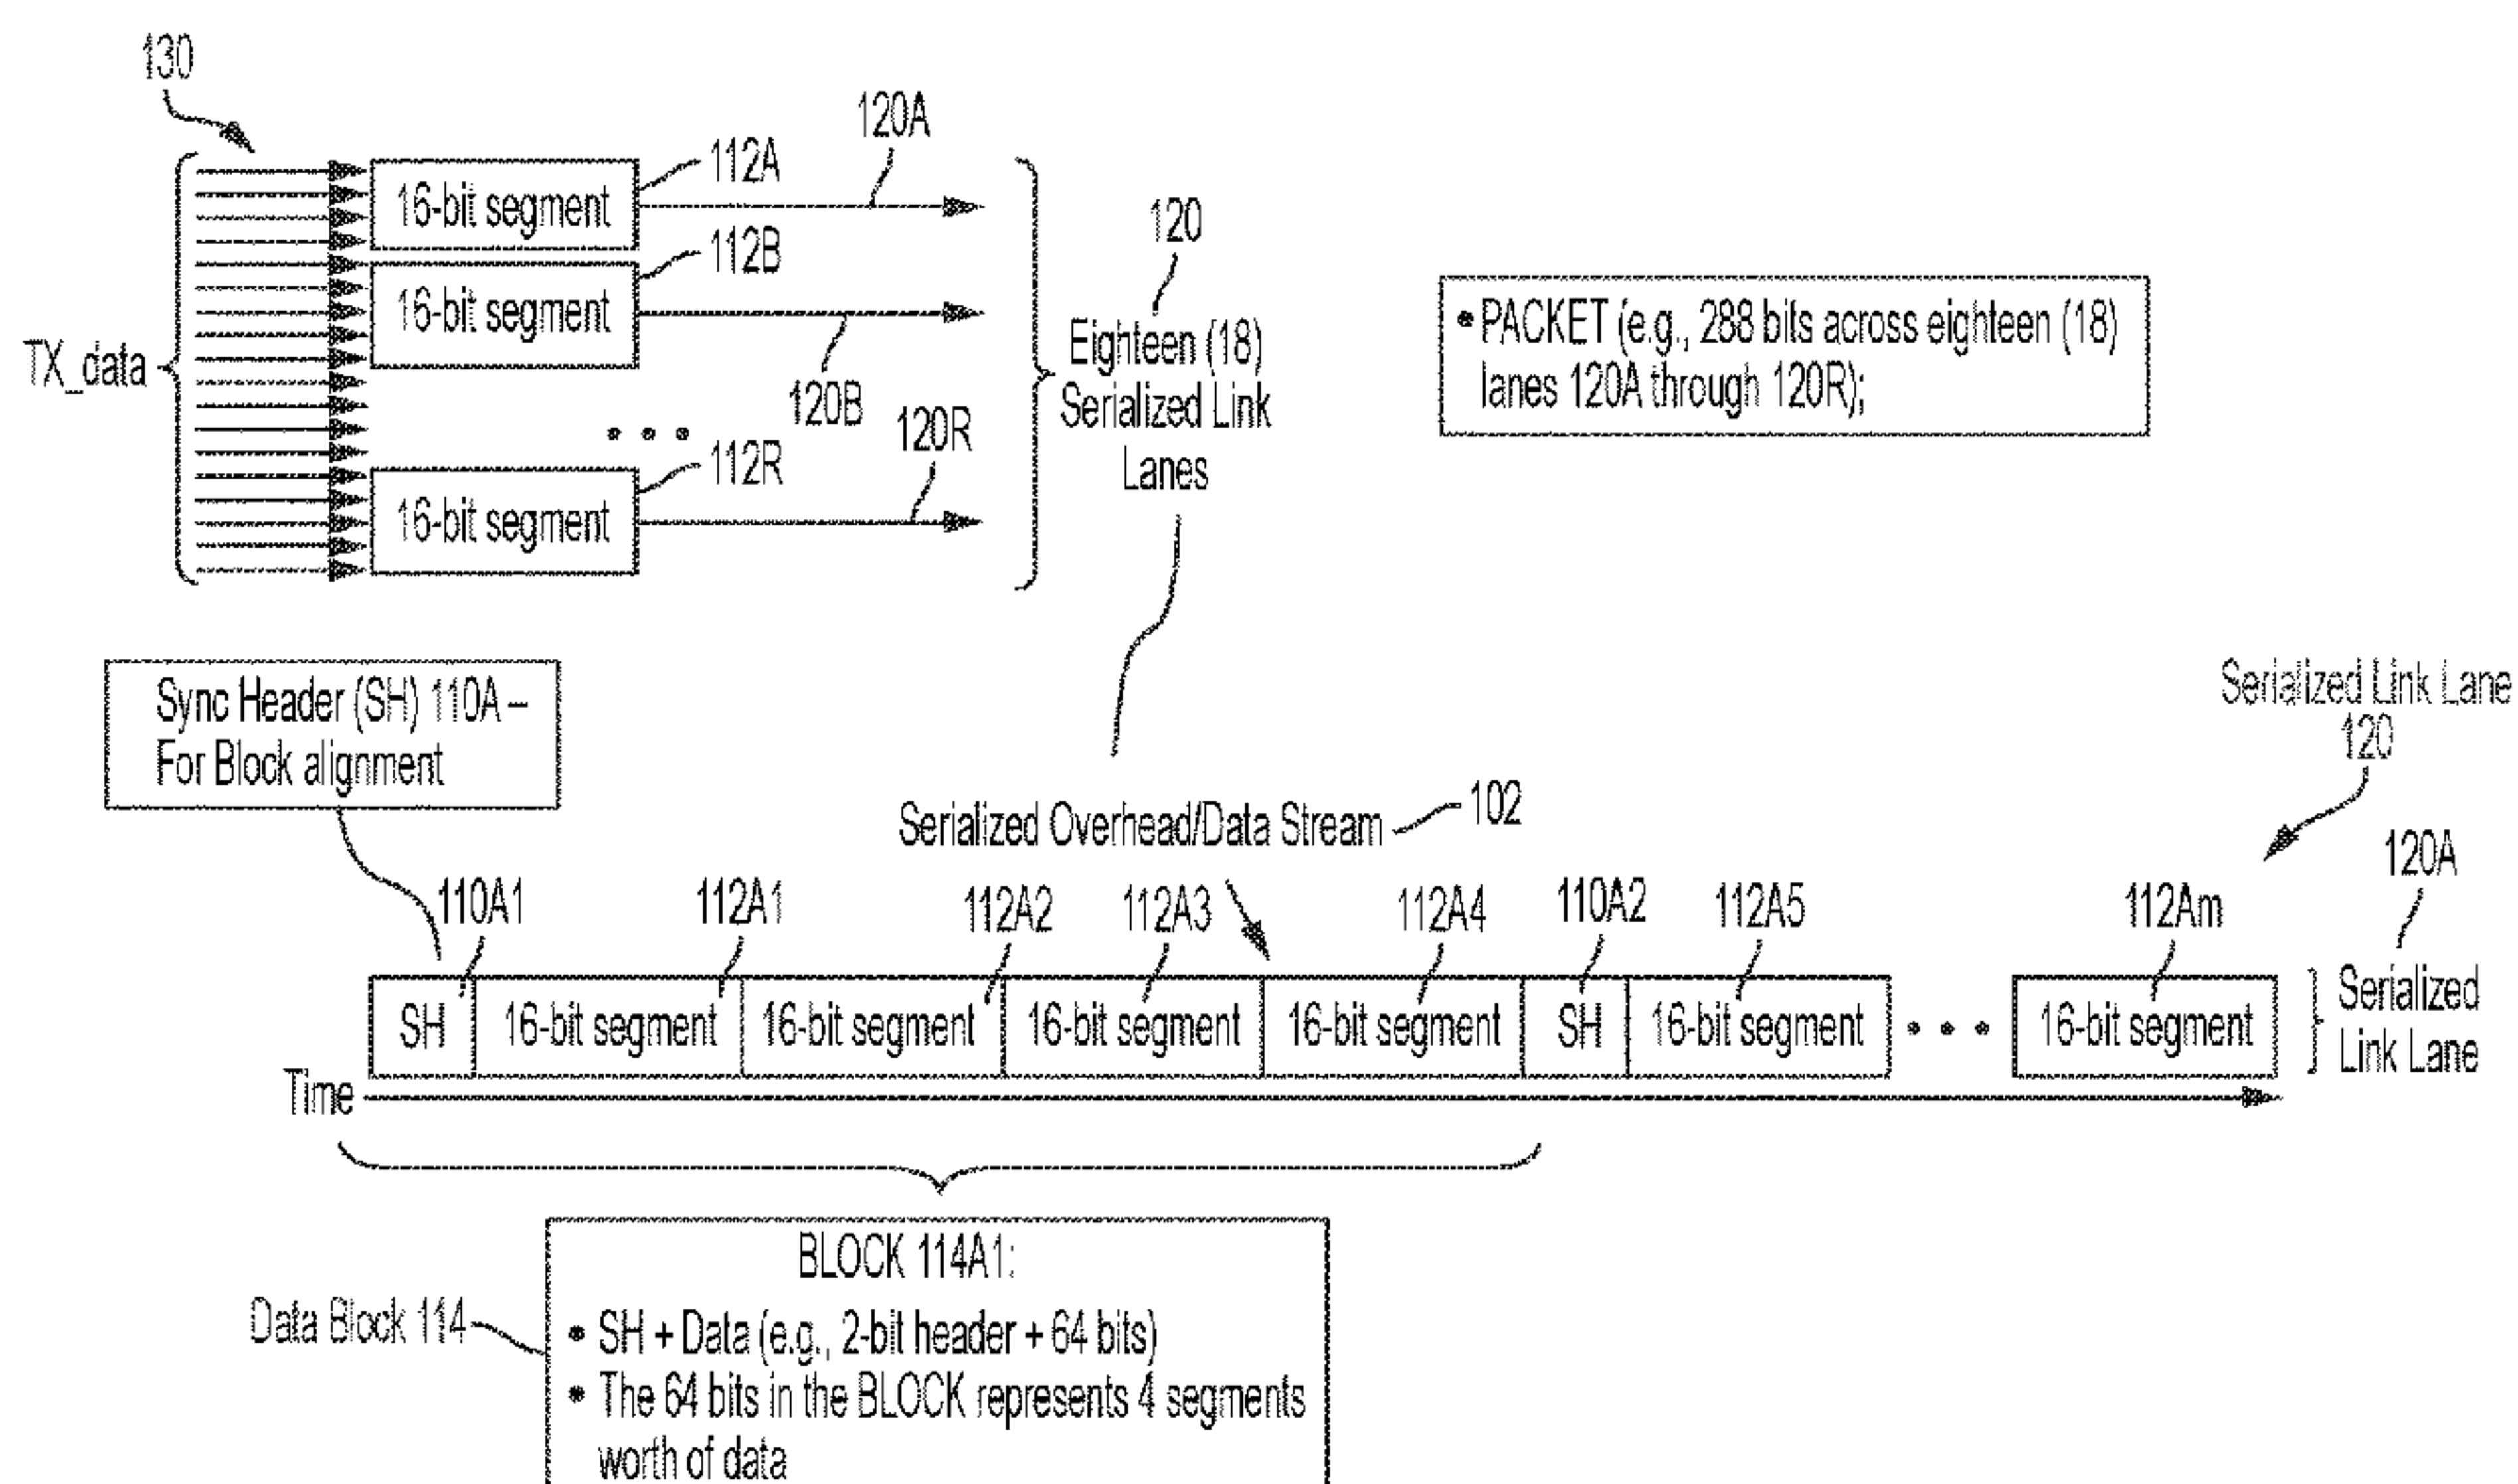 130
120A
112A
16-bit segment
112B
16-bit segment
TX_data
120B
120R
• • •
112R
16-bit segment
120
Eighteen (18)
Serialized Link
Lanes
• PACKET (e.g., 288 bits across eighteen (18)
lanes 120A through 120R);
Sync Header (SH) 110A –
For Block alignment
Serialized Link Lane
120
Serialized Overhead/Data Stream
102
120A
110A1
112A1
112A2
112A3
112A4
110A2
112A5
112Am
SH
16-bit segment
16-bit segment
16-bit segment
16-bit segment
SH
16-bit segment
• • •
16-bit segment
Serialized
Link Lane
Time
Data Block 114
BLOCK 114A1:
• SH + Data (e.g., 2-bit header + 64 bits)
• The 64 bits in the BLOCK represents 4 segments
worth of data